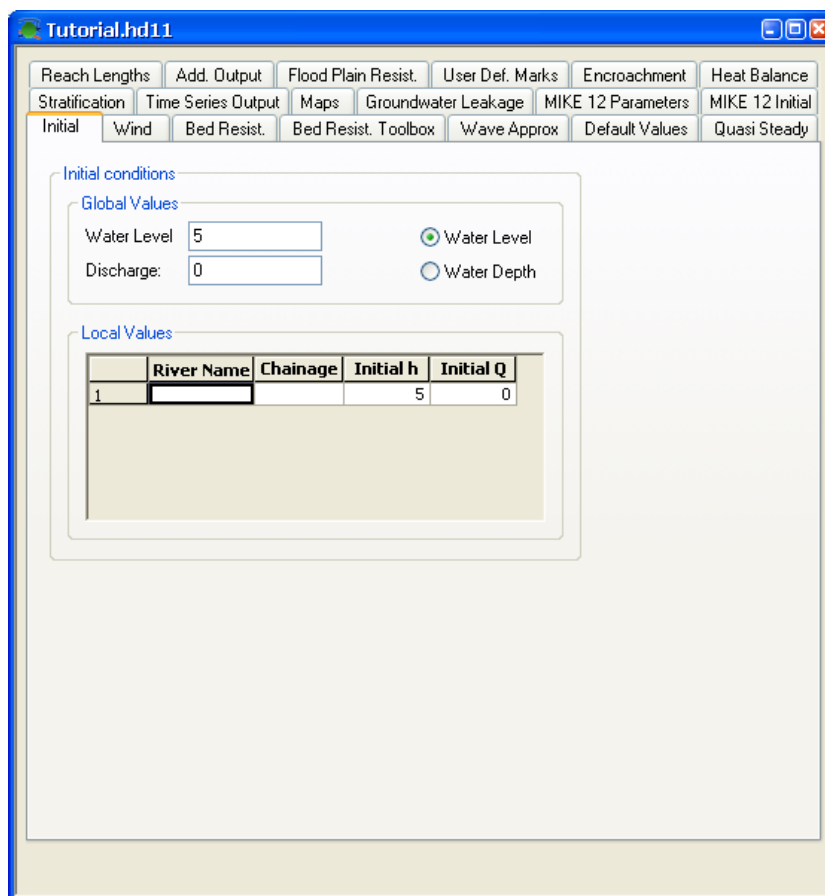 Tutorial.hd11
Reach Lengths Add. Output Flood Plain Resist. User Def. Marks Encroachment Heat Balance
Stratification Time Series Output Maps Groundwater Leakage MIKE 12 Parameters MIKE 12 Initial
Initial Wind Bed Resist. Bed Resist. Toolbox Wave Approx Default Values Quasi Steady
Initial conditions
Global Values
Water Level 5 Water Level
Discharge: 0 Water Depth
Local Values
River Name Chainage Initial h Initial Q
1 5 0